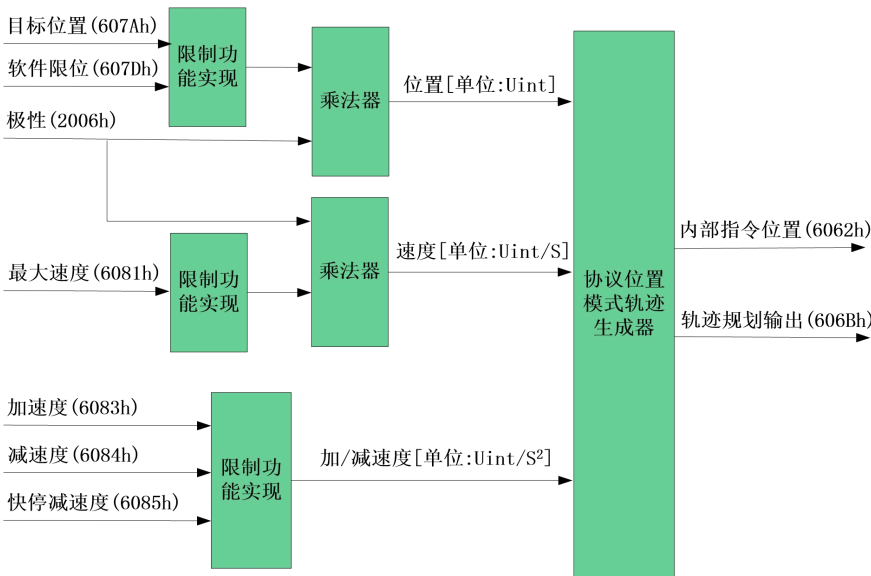 目标位置(607Ah)
软件限位(607Dh)
极性(2006h)
限制功
能实现
乘法器
位置[单位:Uint]
最大速度(6081h)
限制功
能实现
乘法器
速度[单位:Uint/S]
加速度(6083h)
减速度(6084h)
快停减速度(6085h)
限制功
能实现
加/减速度[单位:Uint/S²]
协议位置
模式轨迹
生成器
内部指令位置(6062h)
轨迹规划输出(606Bh)